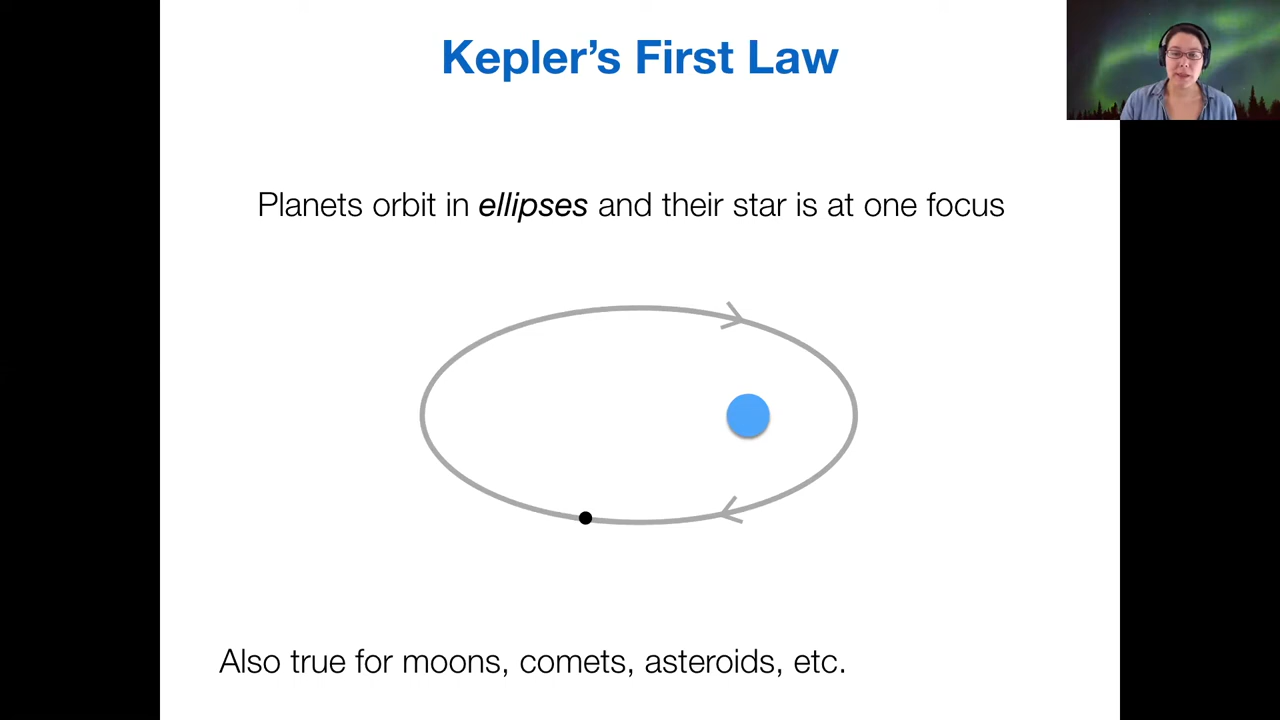 Kepler’s First Law
Planets orbit in ellipses and their star is at one focus
Also true for moons, comets, asteroids, etc.